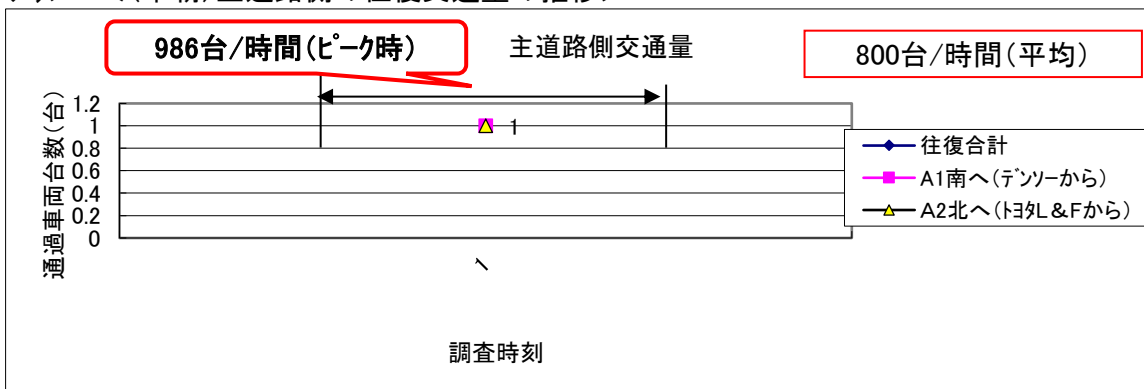 986台/時間(ﾋﾟｰｸ時)
主道路側交通量
800台/時間(平均)
通過車両台数(台)
1.2
1
0.8
0.6
0.4
0.2
0
1
1
調査時刻
往復合計
A1南へ(ﾃﾞﾝｿｰから)
A2北へ(ﾄﾖﾀL&Fから)